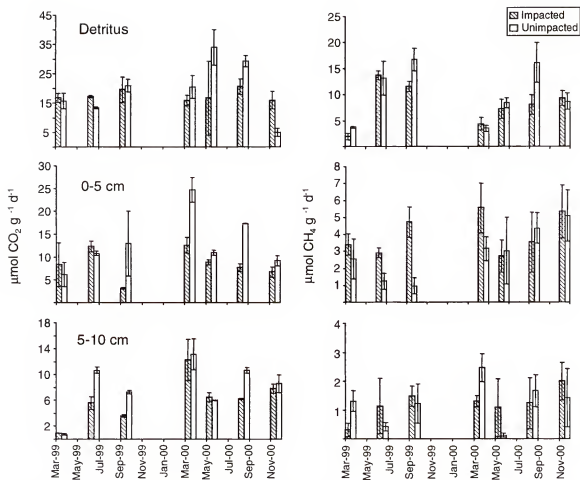 Impacted
Unimpacted
Detritus
45
35
25
15
5
25
20
15
10
5
0-5 cm
µmol CO2 g -1 d-1
30
25
20
15
10
5
µmol CH4 g -1 d-1
8
7
6
5
4
3
2
1
5-10 cm
18
14
10
6
2
4
3
2
1
0
Mar-99
May-99
Jul-99
Sep-99
Nov-99
Jan-00
Mar-00
May-00
Jul-00
Sep-00
Nov-00
Mar-99
May-99
Jul-99
Sep-99
Nov-99
Jan-00
Mar-00
May-00
Jul-00
Sep-00
Nov-00